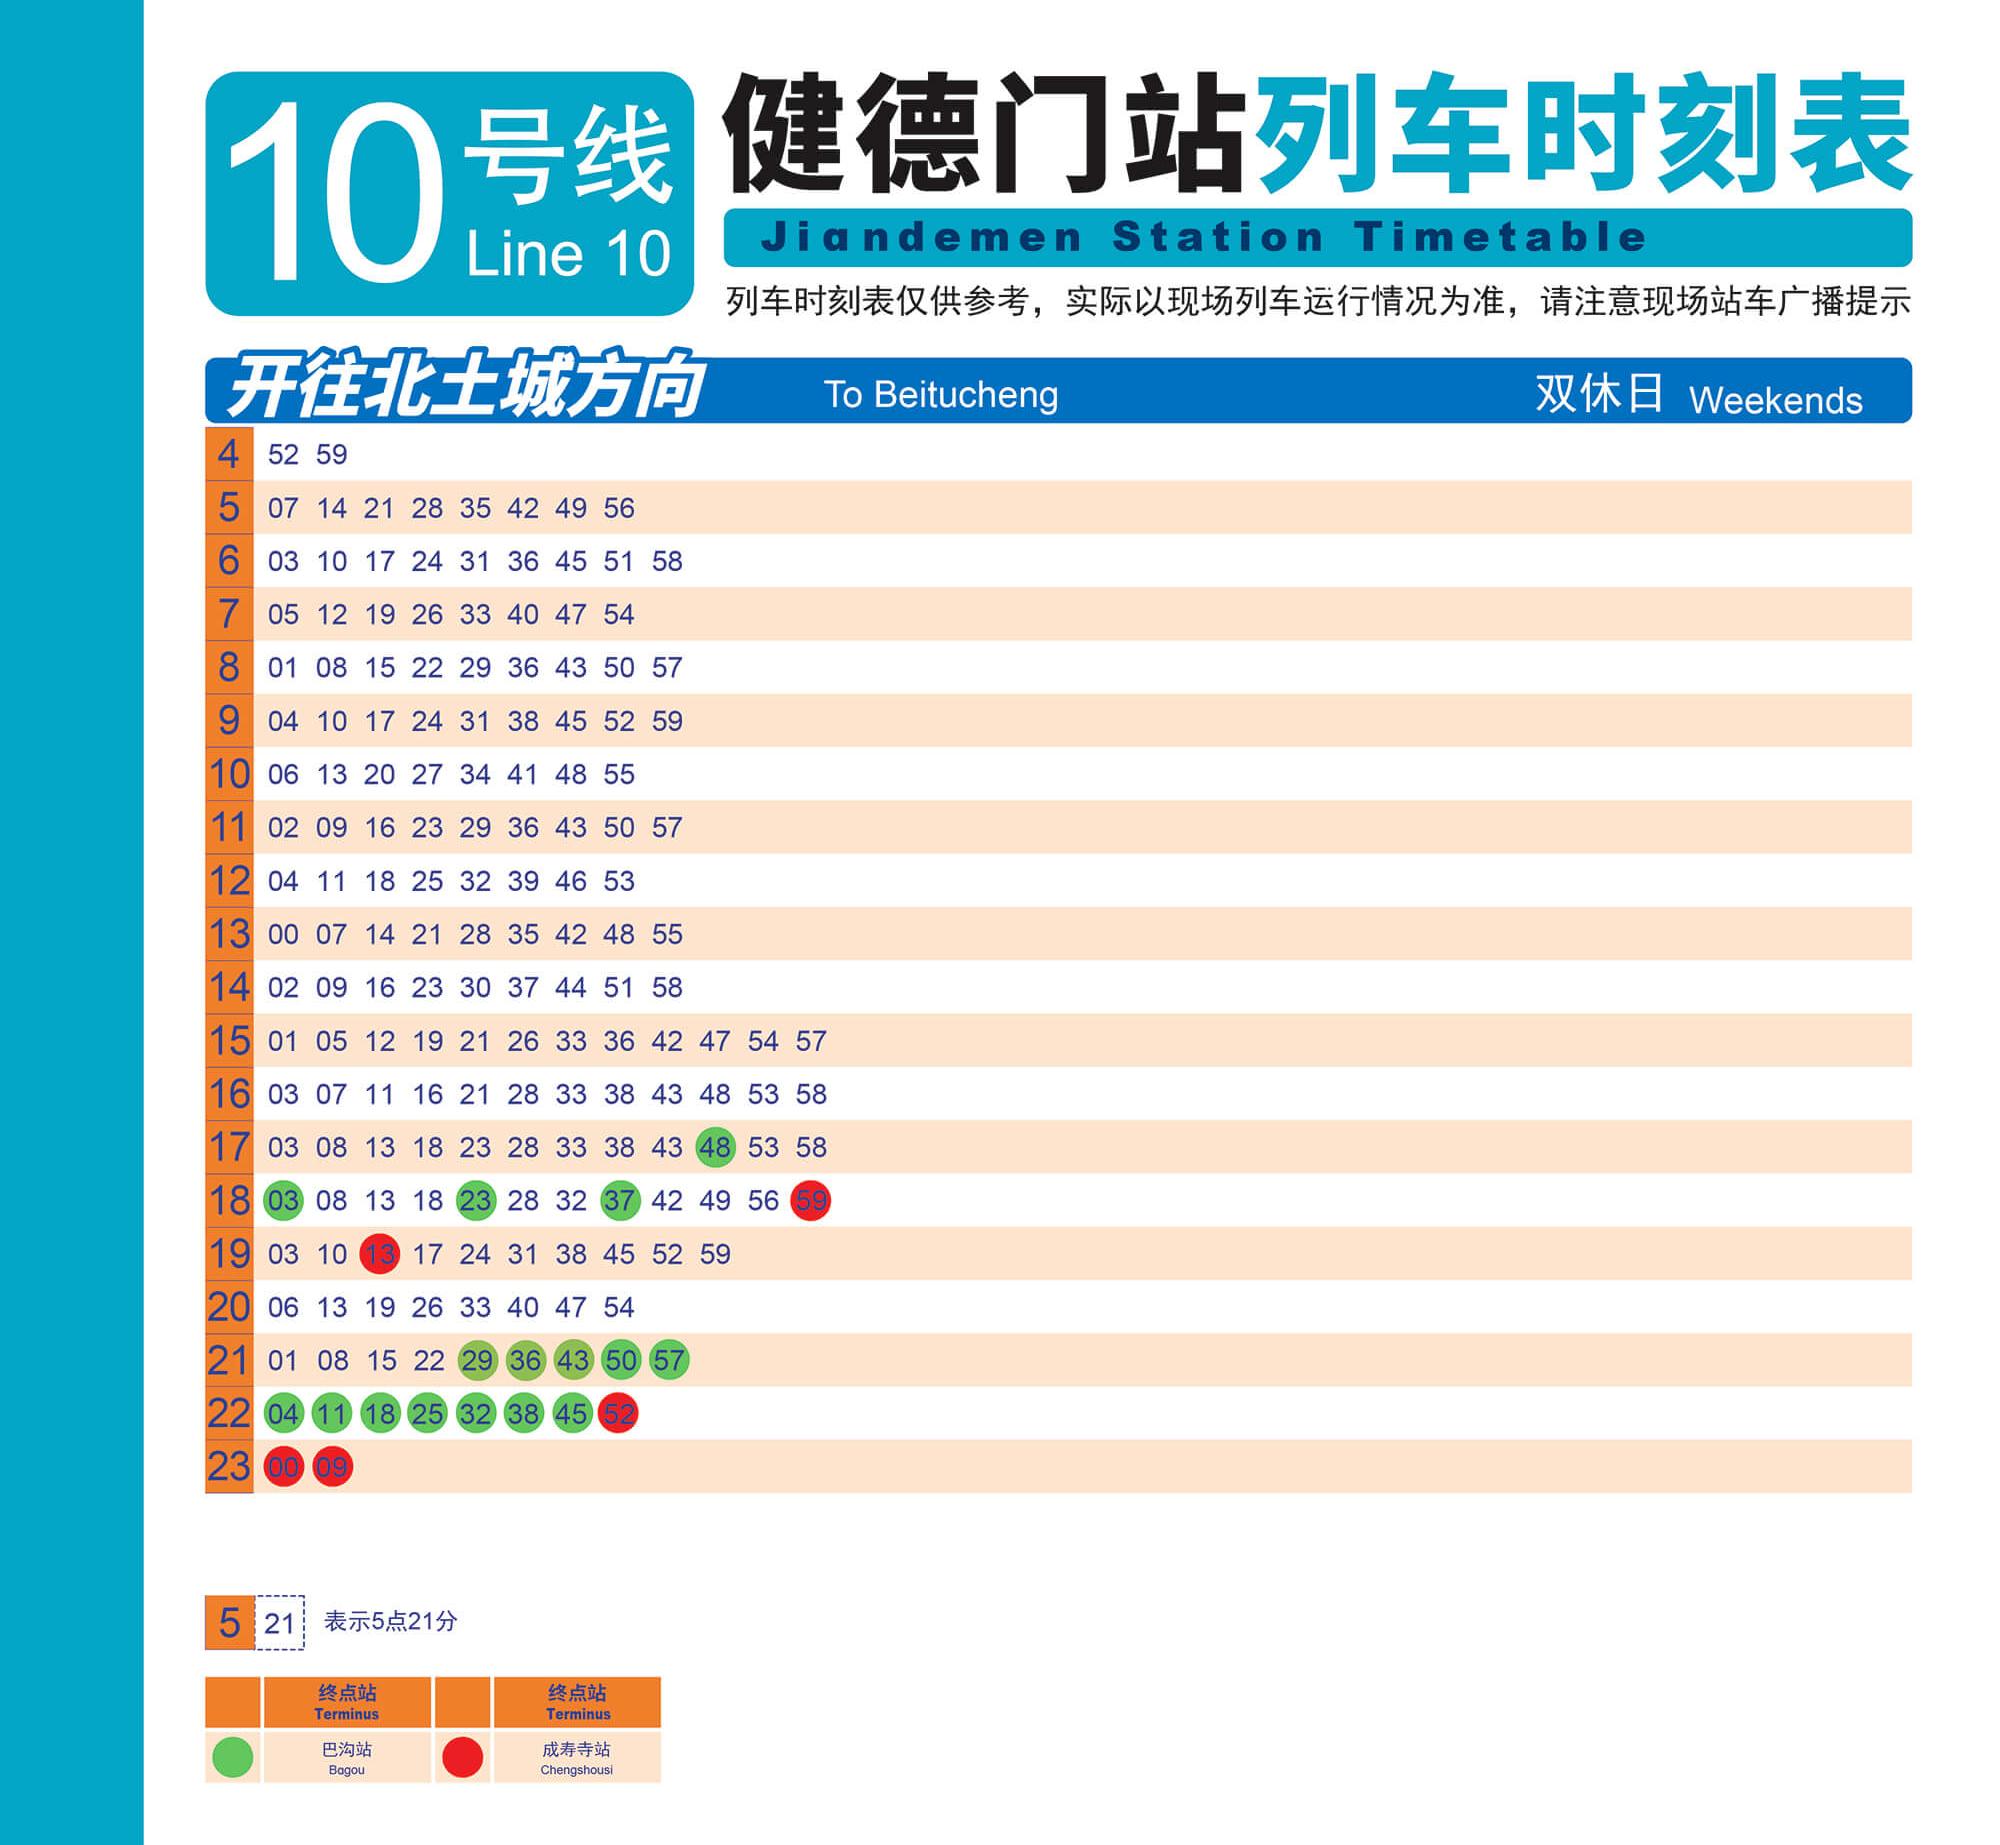 10号线
Line 10
健德门站列车时刻表
Jiandemen Station Timetable
列车时刻表仅供参考，实际以现场列车运行情况为准，请注意现场站车广播提示
开往北土城方向 To Beitucheng 双休日 Weekends
4 52 59
5 07 14 21 28 35 42 49 56
6 03 10 17 24 31 36 45 51 58
7 05 12 19 26 33 40 47 54
8 01 08 15 22 29 36 43 50 57
9 04 10 17 24 31 38 45 52 59
10 06 13 20 27 34 41 48 55
11 02 09 16 23 29 36 43 50 57
12 04 11 18 25 32 39 46 53
13 00 07 14 21 28 35 42 48 55
14 02 09 16 23 30 37 44 51 58
15 01 05 12 19 21 26 33 36 42 47 54 57
16 03 07 11 16 21 28 33 38 43 48 53 58
17 03 08 13 18 23 28 33 38 43 48 53 58
18 03 08 13 18 23 28 32 37 42 49 56 59
19 03 10 13 17 24 31 38 45 52 59
20 06 13 19 26 33 40 47 54
21 01 08 15 22 29 36 43 50 57
22 04 11 18 25 32 38 45 52
23 00 09
5 21 表示5点21分
终点站 终点站
Terminus Terminus
巴沟站 成寿寺站
Bagou Chengshousi